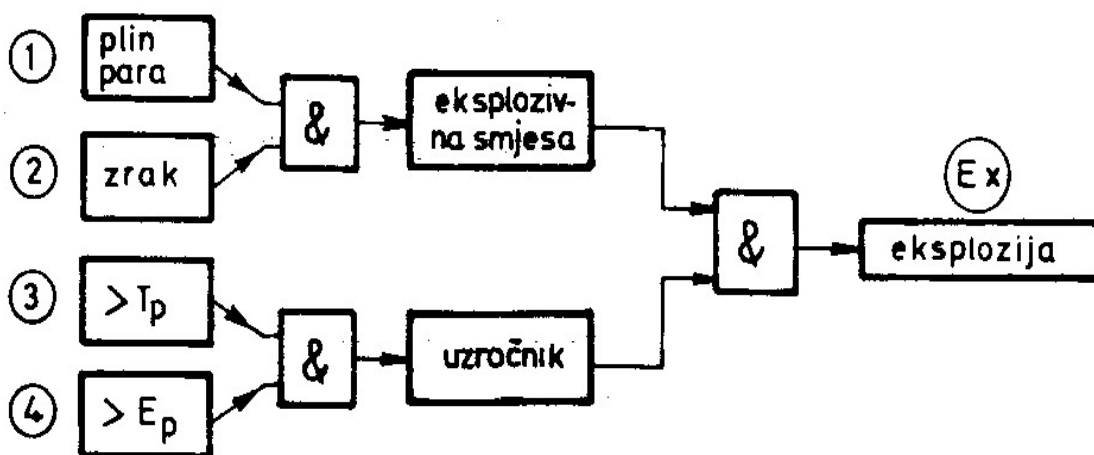 1
plin
para
2
zrak
&
eksploziv-
na smjesa
3
> Tp
4
> Ep
&
uzročnik
&
Ex
eksplozija